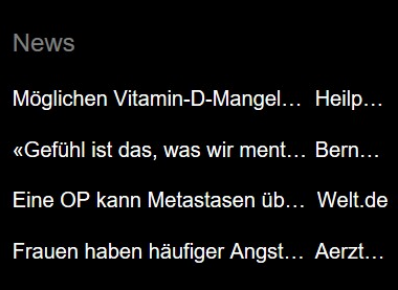 News
Möglichen Vitamin-D-Mangel… Heilp…
«Gefühl ist das, was wir ment… Bern…
Eine OP kann Metastasen üb… Welt.de
Frauen haben häufiger Angst… Aerzt…